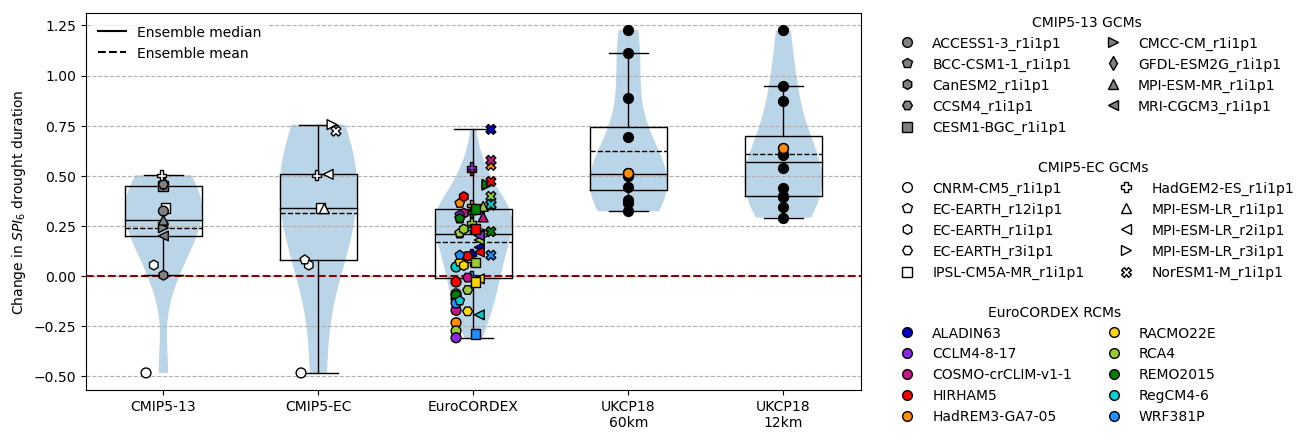 Change in SPI6 drought duration
1.25
1.00
0.75
0.50
0.25
0.00
−0.25
−0.50
Ensemble median
Ensemble mean
CMIP5-13
CMIP5-EC
EuroCORDEX
UKCP18
60km
UKCP18
12km
CMIP5-13 GCMs
ACCESS1-3_r1i1p1
BCC-CSM1-1_r1i1p1
CanESM2_r1i1p1
CCSM4_r1i1p1
CESM1-BGC_r1i1p1
CMCC-CM_r1i1p1
GFDL-ESM2G_r1i1p1
MPI-ESM-MR_r1i1p1
MRI-CGCM3_r1i1p1
CMIP5-EC GCMs
CNRM-CM5_r1i1p1
EC-EARTH_r12i1p1
EC-EARTH_r1i1p1
EC-EARTH_r3i1p1
IPSL-CM5A-MR_r1i1p1
HadGEM2-ES_r1i1p1
MPI-ESM-LR_r1i1p1
MPI-ESM-LR_r2i1p1
MPI-ESM-LR_r3i1p1
NorESM1-M_r1i1p1
EuroCORDEX RCMs
ALADIN63
CCLM4-8-17
COSMO-crCLIM-v1-1
HIRHAM5
HadREM3-GA7-05
RACMO22E
RCA4
REMO2015
RegCM4-6
WRF381P